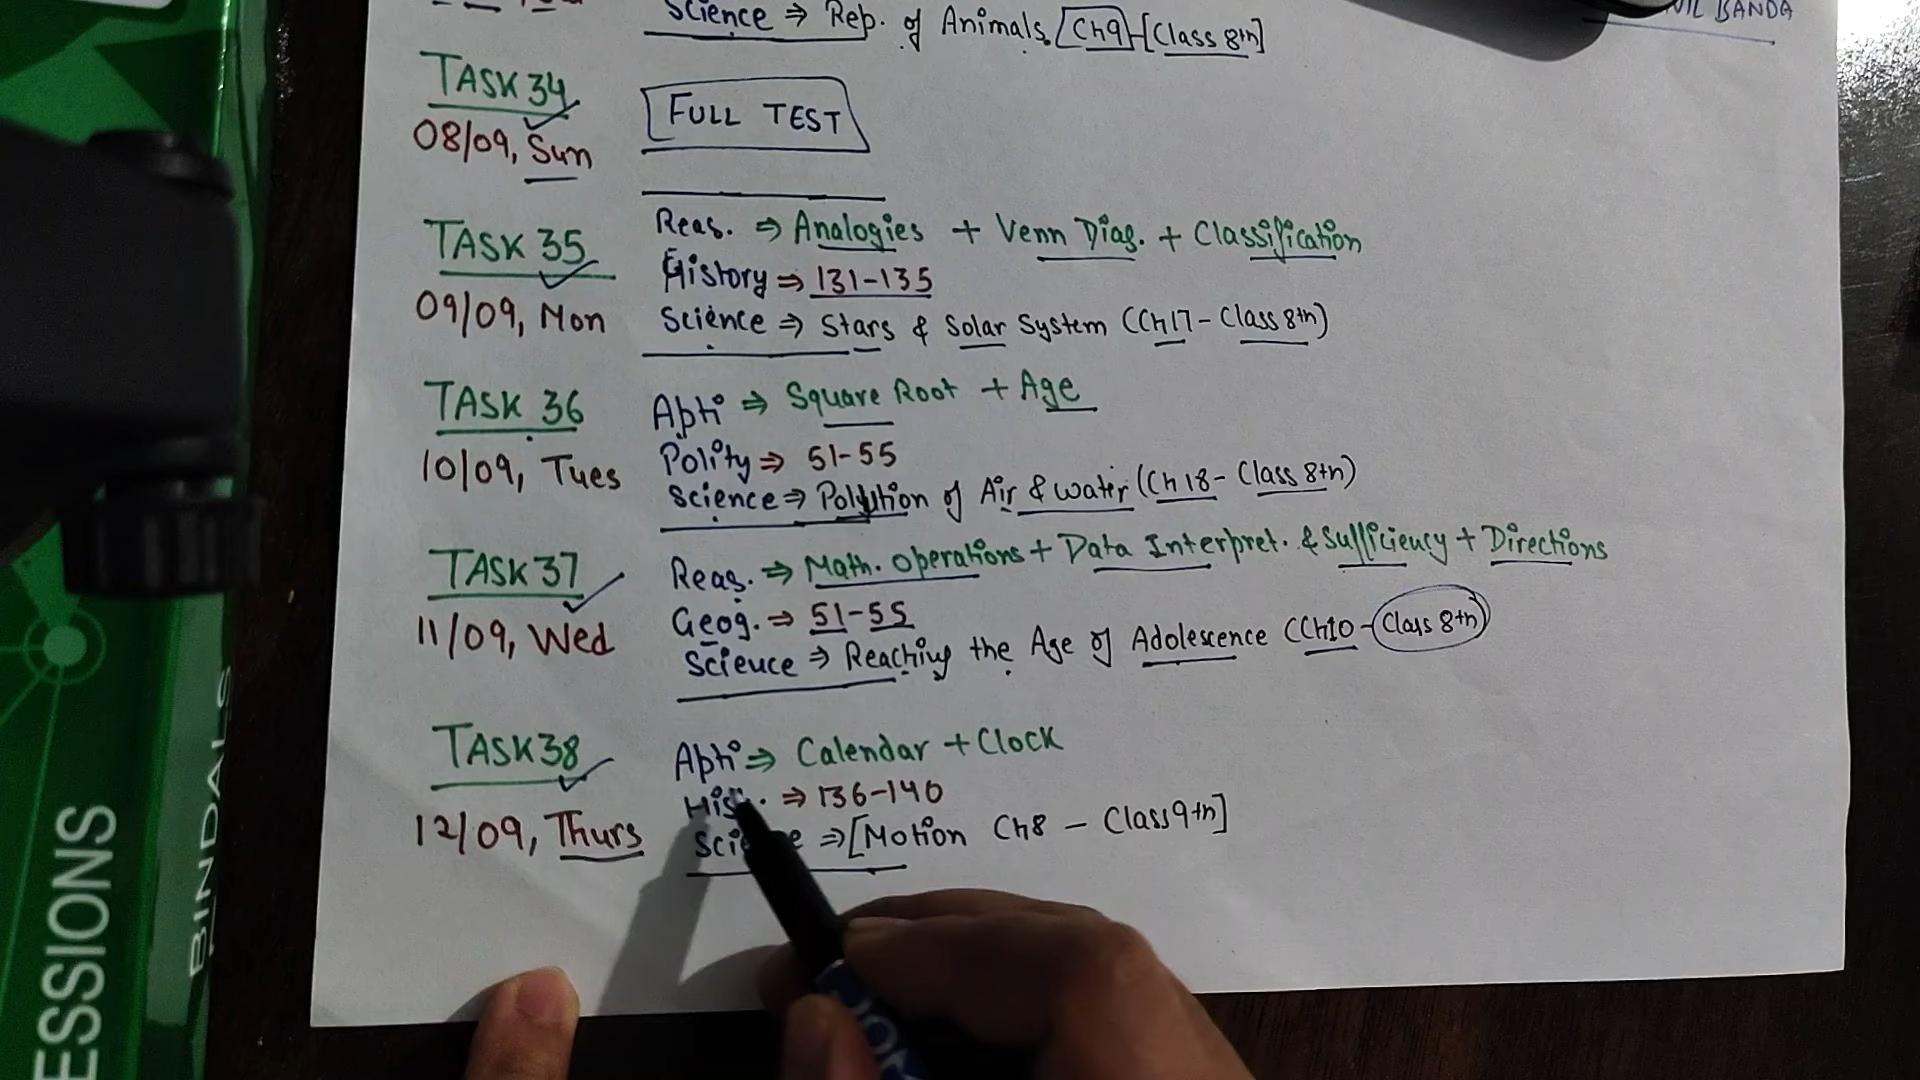 Science ⇒ Rep. of Animals [Ch9]-[Class 8th]
BANDA
TASK 34
08/09, Sun
FULL TEST
TASK 35
09/09, Mon
Reas. ⇒ Analogies + Venn Diag. + Classification
History ⇒ 131-135
Science ⇒ Stars & Solar System (Ch17 - Class 8th)
TASK 36
10/09, Tues
Apti ⇒ Square Root + Age
Polity ⇒ 51-55
Science ⇒ Pollution of Air & Water (Ch 18 - Class 8th)
TASK 37
11/09, Wed
Reas. ⇒ Math. Operations + Data Interpret. & Sufficiency + Directions
Geog. ⇒ 51-55
Science ⇒ Reaching the Age of Adolescence (Ch10 - Class 8th)
TASK 38
12/09, Thurs
Apti ⇒ Calendar + Clock
⇒ 136-140
⇒ [Motion Ch8 - Class 9th]
ESSIONS
BINDALS